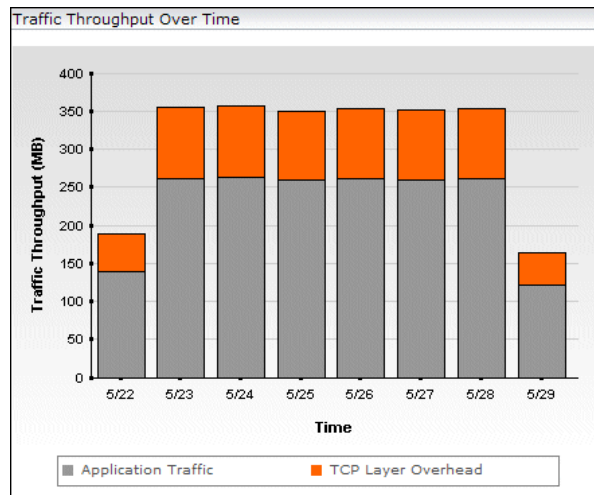 Traffic Throughput Over Time
Traffic Throughput (MB)
400
350
300
250
200
150
100
50
0
5/22 5/23 5/24 5/25 5/26 5/27 5/28 5/29
Time
Application Traffic TCP Layer Overhead